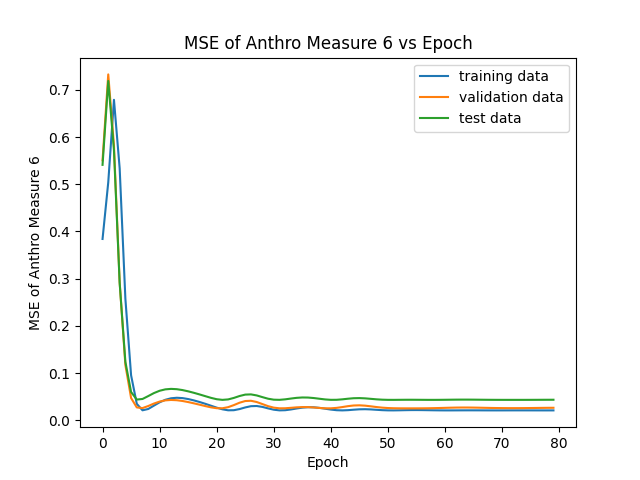 MSE of Anthro Measure 6 vs Epoch
training data
validation data
test data
MSE of Anthro Measure 6
0.7
0.6
0.5
0.4
0.3
0.2
0.1
0.0
0 10 20 30 40 50 60 70 80
Epoch